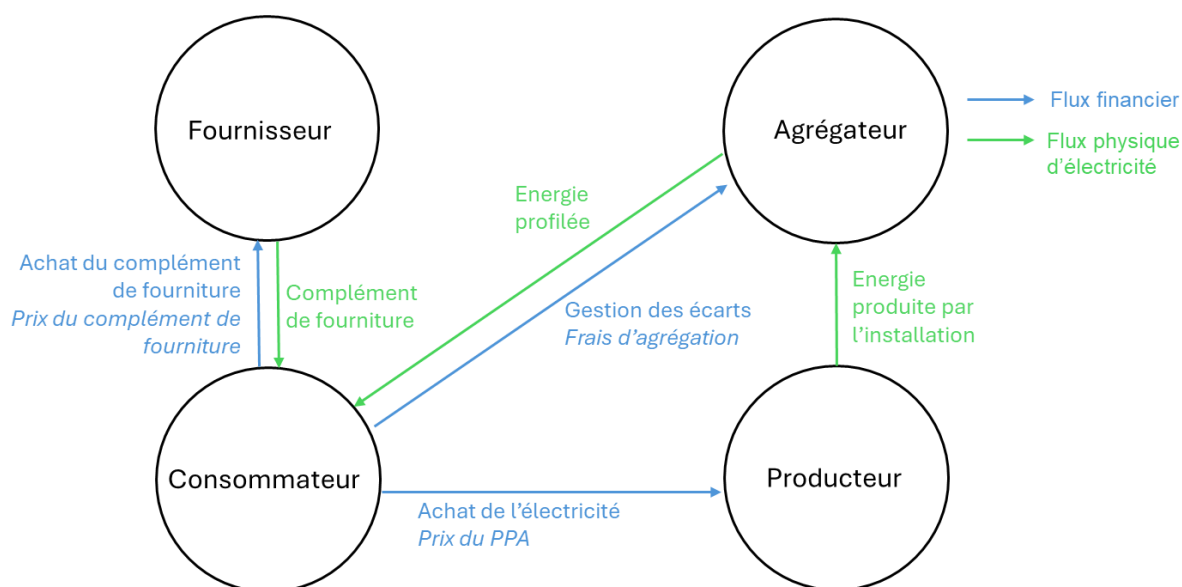 Fournisseur
Agrégateur
Flux financier
Flux physique
d’électricité
Energie
profilée
Achat du complément
de fourniture
Prix du complément de
fourniture
Complément
de fourniture
Gestion des écarts
Frais d’agrégation
Energie
produite par
l’installation
Consommateur
Producteur
Achat de l’électricité
Prix du PPA